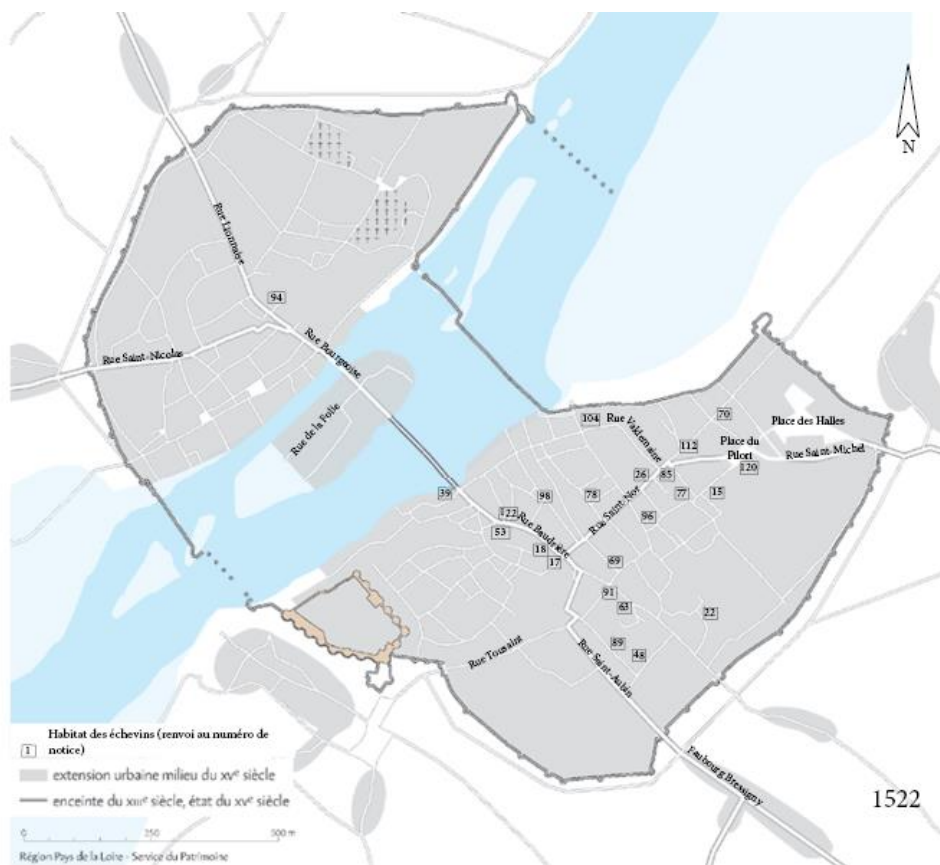 N
Rue Lionnaise
94
Rue Saint-Nicolas
Rue Bourgeoise
Rue de la Folie
104
Rue Valdemaine
70
Place des Halles
112
Place du
Pilori
Rue Saint-Michel
120
26
85
39
98
78
77
15
Rue Saint-Nor
122
96
53
Rue Baudrière
18
17
69
91
63
22
89
48
Rue Toussaint
Rue Saint-Aubin
Faubourg Bressigny
1522
Habitat des échevins (renvoi au numéro de
1 notice)
extension urbaine milieu du XVe siècle
enceinte du XIIIe siècle, état du XVe siècle
0 250 500 m
Région Pays de la Loire - Service du Patrimoine